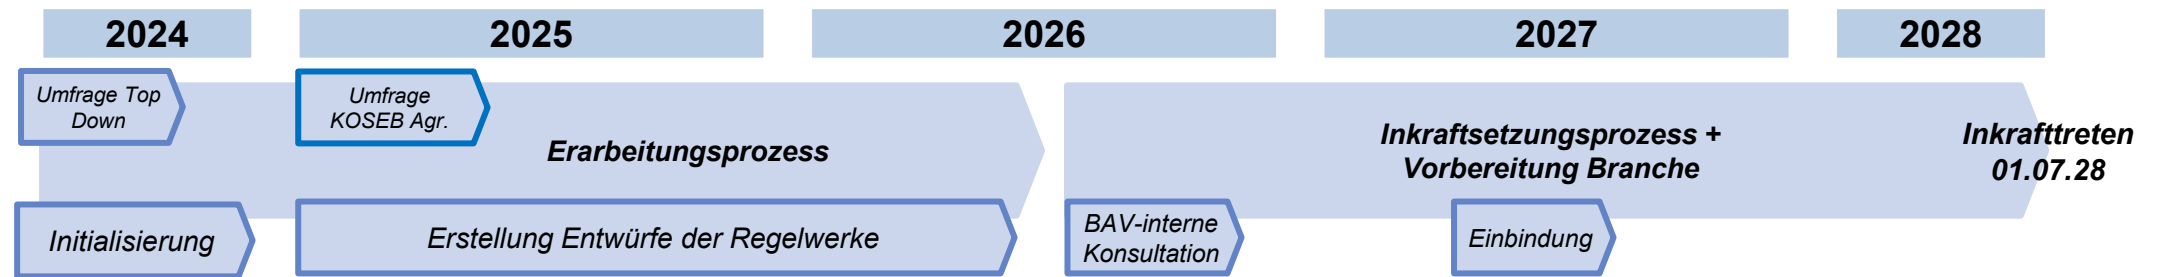 2024
2025
2026
2027
2028
Umfrage Top
Down
Umfrage
KOSEB Agr.
Erarbeitungsprozess
Inkraftsetzungsprozess +
Vorbereitung Branche
Inkrafttreten
01.07.28
Initialisierung
Erstellung Entwürfe der Regelwerke
BAV-interne
Konsultation
Einbindung